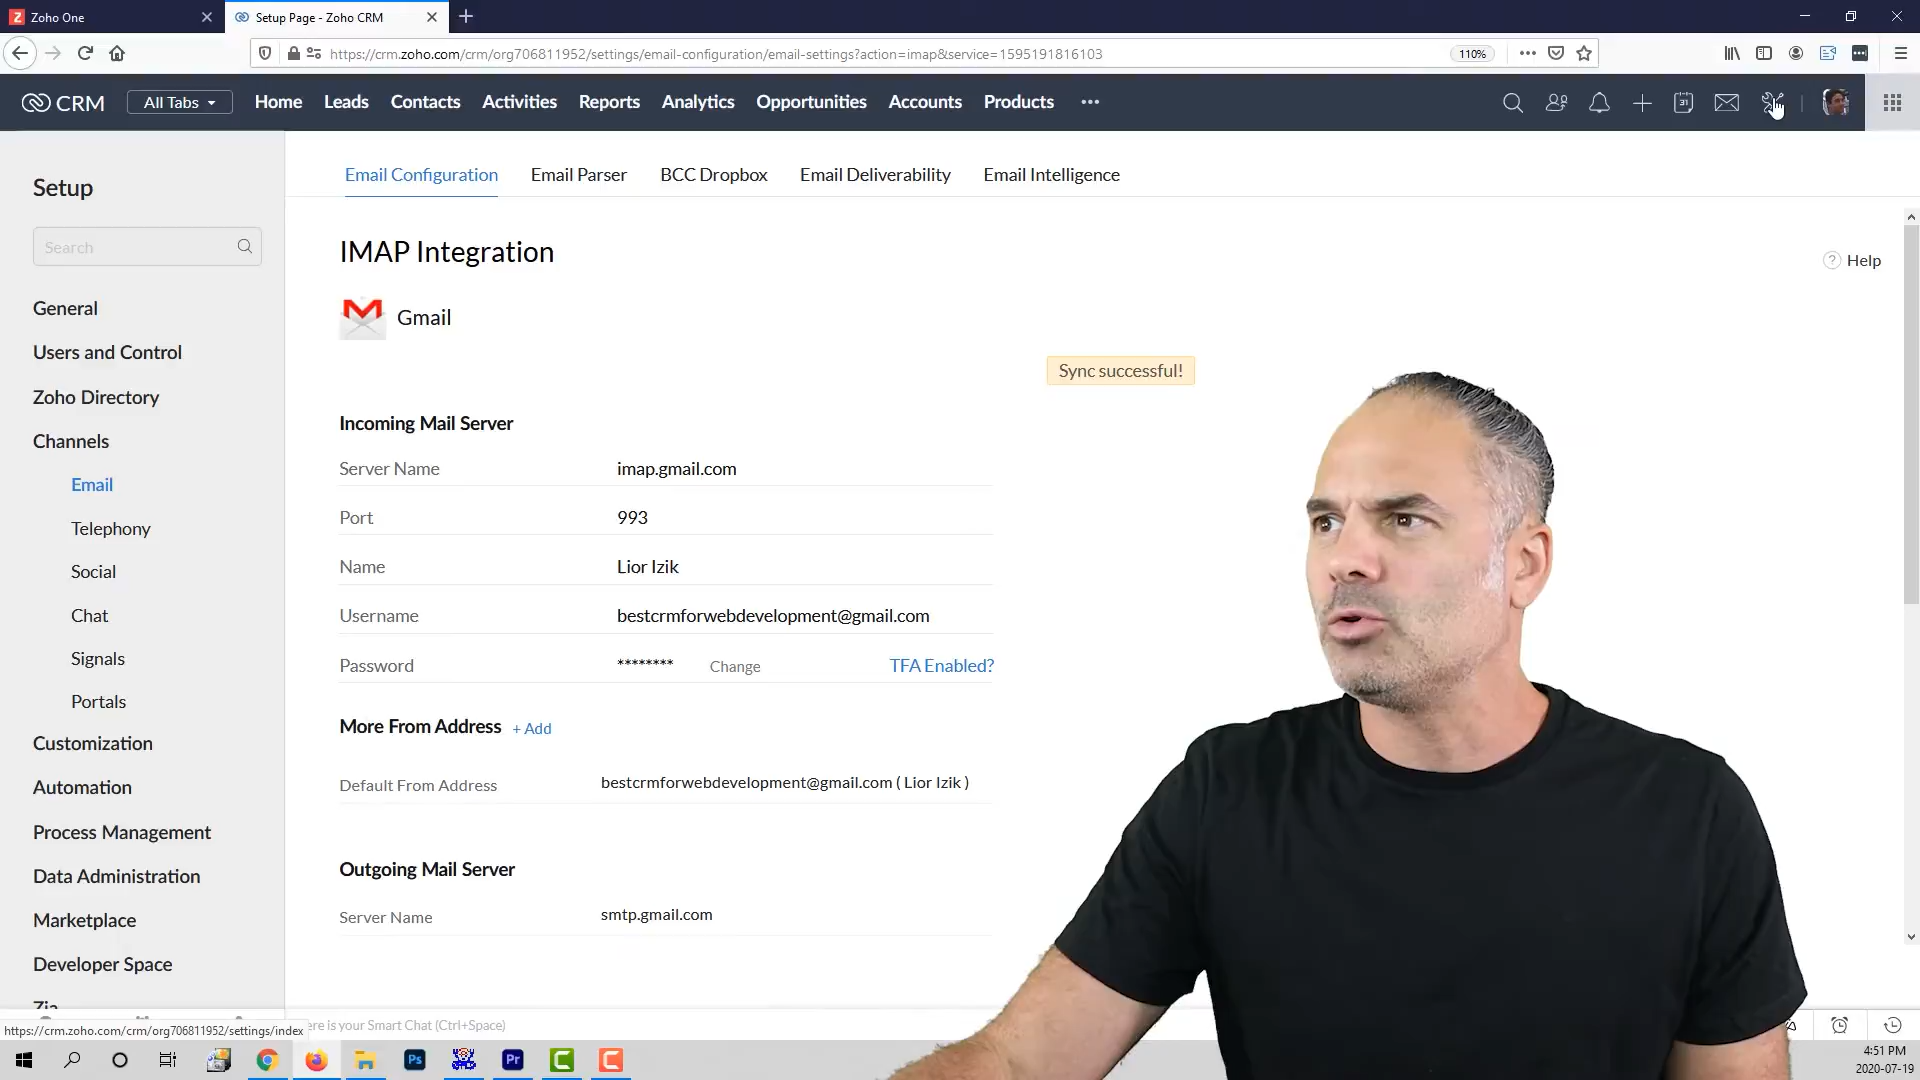 Zoho One
Setup Page - Zoho CRM
https://crm.zoho.com/crm/org706811952/settings/email-configuration/email-settings?action=imap&service=1595191816103
110%
CRM
All Tabs
Home
Leads
Contacts
Activities
Reports
Analytics
Opportunities
Accounts
Products
31
Setup
Search
General
Users and Control
Zoho Directory
Channels
Email
Telephony
Social
Chat
Signals
Portals
Customization
Automation
Process Management
Data Administration
Marketplace
Developer Space
Zia
Email Configuration
Email Parser
BCC Dropbox
Email Deliverability
Email Intelligence
IMAP Integration
? Help
Gmail
Sync successful!
Incoming Mail Server
Server Name imap.gmail.com
Port 993
Name Lior Izik
Username bestcrmforwebdevelopment@gmail.com
Password ******** Change TFA Enabled?
More From Address + Add
Default From Address bestcrmforwebdevelopment@gmail.com ( Lior Izik )
Outgoing Mail Server
Server Name smtp.gmail.com
https://crm.zoho.com/crm/org706811952/settings/index
ere is your Smart Chat (Ctrl+Space)
Ps
Pr
4:51 PM
2020-07-19